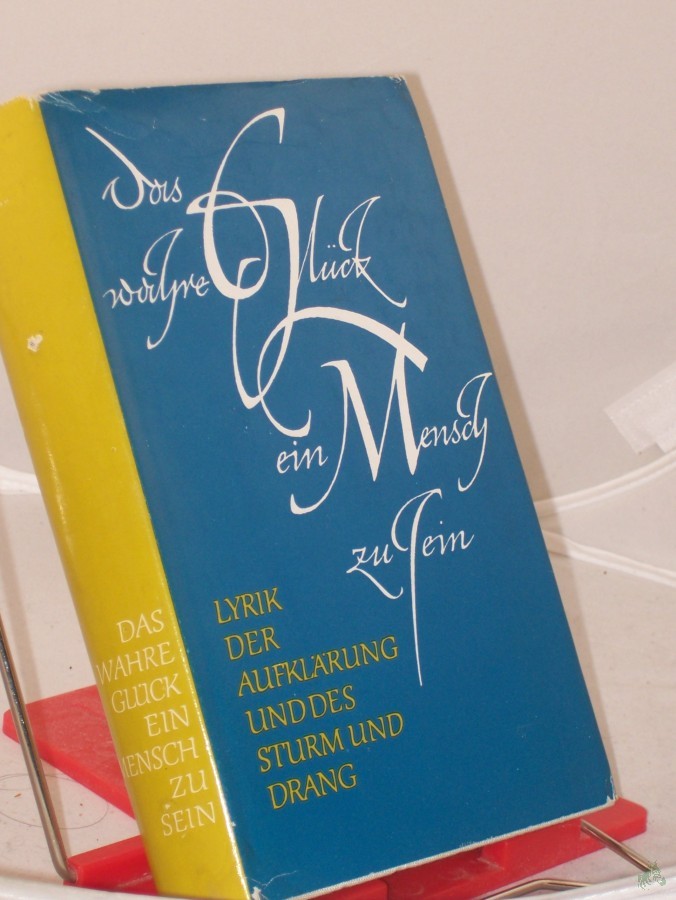 Das
wahre Glück
ein Mensch
zu sein
LYRIK
DER
AUFKLÄRUNG
UND DES
STURM UND
DRANG
DAS
WAHRE
GLÜCK
EIN
MENSCH
ZU
SEIN